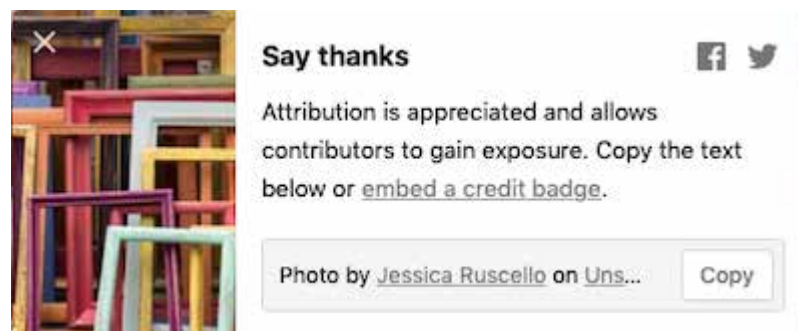 Say thanks
Attribution is appreciated and allows
contributors to gain exposure. Copy the text
below or embed a credit badge.
Photo by Jessica Ruscello on Uns...
Copy